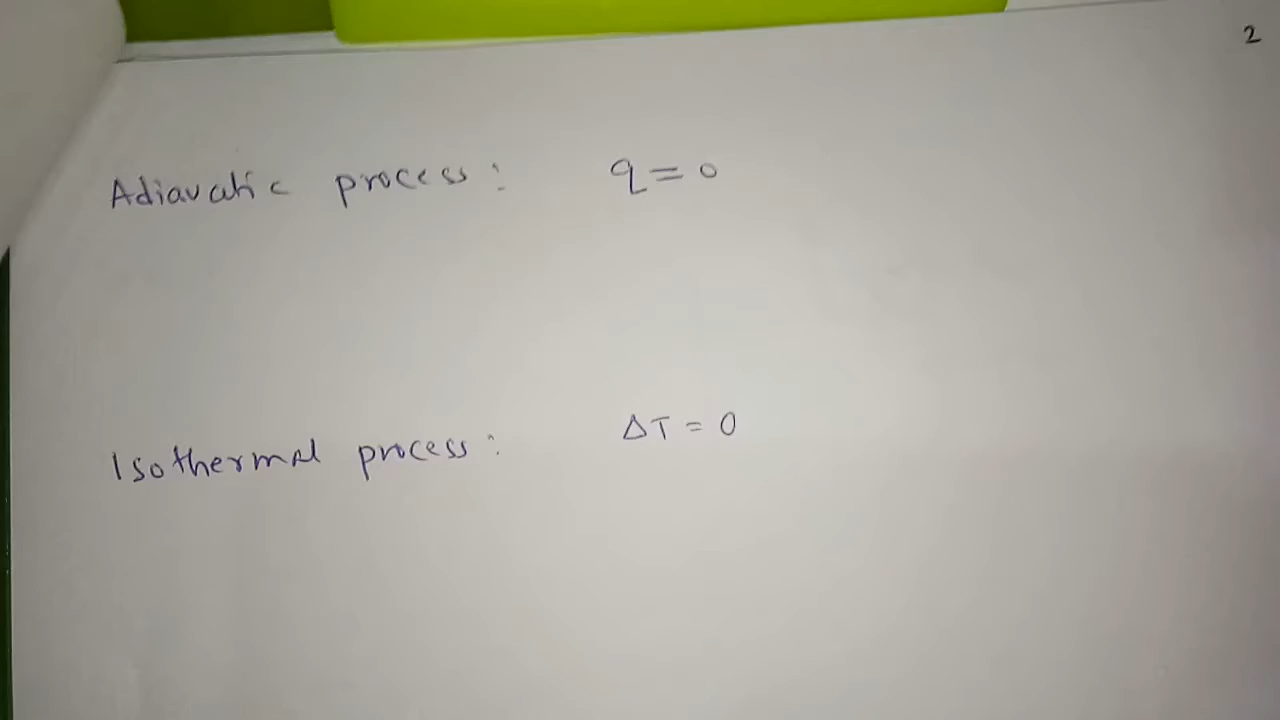 2
Adiavatic process: q = 0
Isothermal process: ΔT = 0